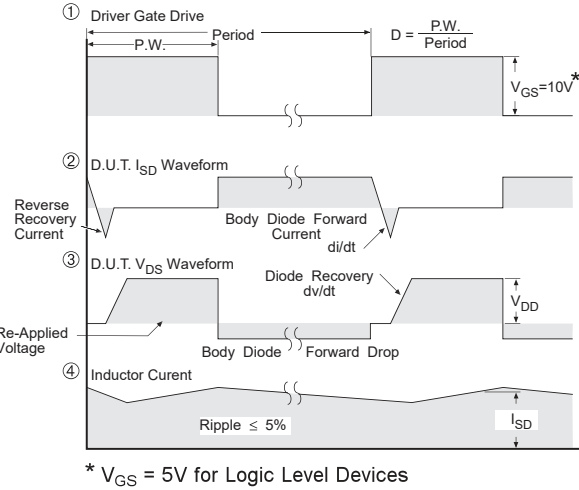 ① Driver Gate Drive
Period
P.W.
D = P.W.
Period
VGS=10V*
② D.U.T. ISD Waveform
Reverse
Recovery
Current
Body Diode Forward
Current
di/dt
③ D.U.T. VDS Waveform
Diode Recovery
dv/dt
VDD
Re-Applied
Voltage
Body Diode Forward Drop
④ Inductor Curent
Ripple ≤ 5%
ISD
* VGS = 5V for Logic Level Devices